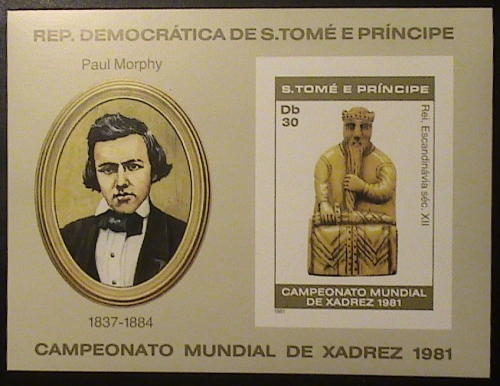 REP. DEMOCRÁTICA DE S.TOMÉ E PRÍNCIPE
Paul Morphy
S.TOMÉ E PRÍNCIPE
Db
30
Rei, Escandinávia séc. XII
CAMPEONATO MUNDIAL
DE XADREZ 1981
1981
1837-1884
CAMPEONATO MUNDIAL DE XADREZ 1981